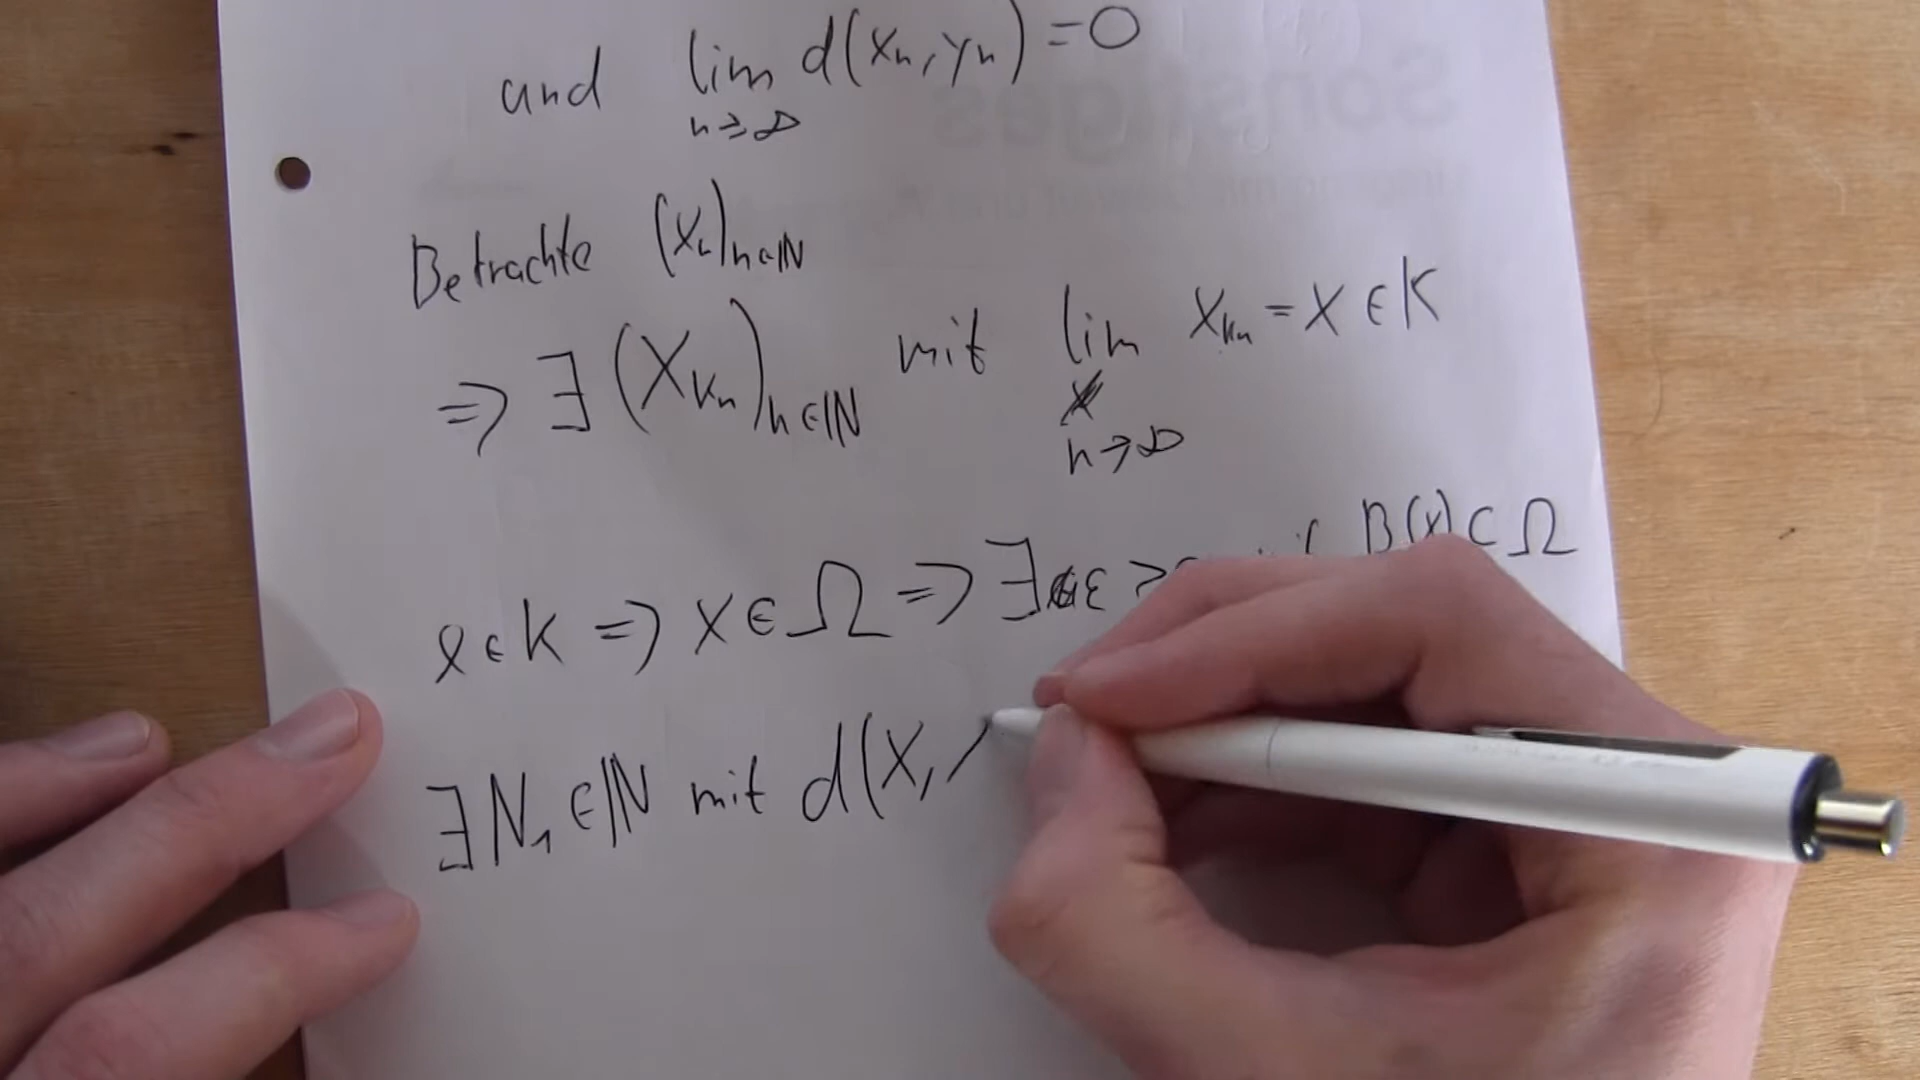 and lim d(xₙ, yₙ) = 0
n→∞
Betrachte (xₙ)n∈ℕ
⇒ ∃ (xₖₙ)n∈ℕ mit lim xₖₙ = x ∈ K
n→∞
x ∈ K ⇒ x ∈ Ω ⇒ ∃ ε > B(x) ⊂ Ω
∃ N₁ ∈ ℕ mit d(x,